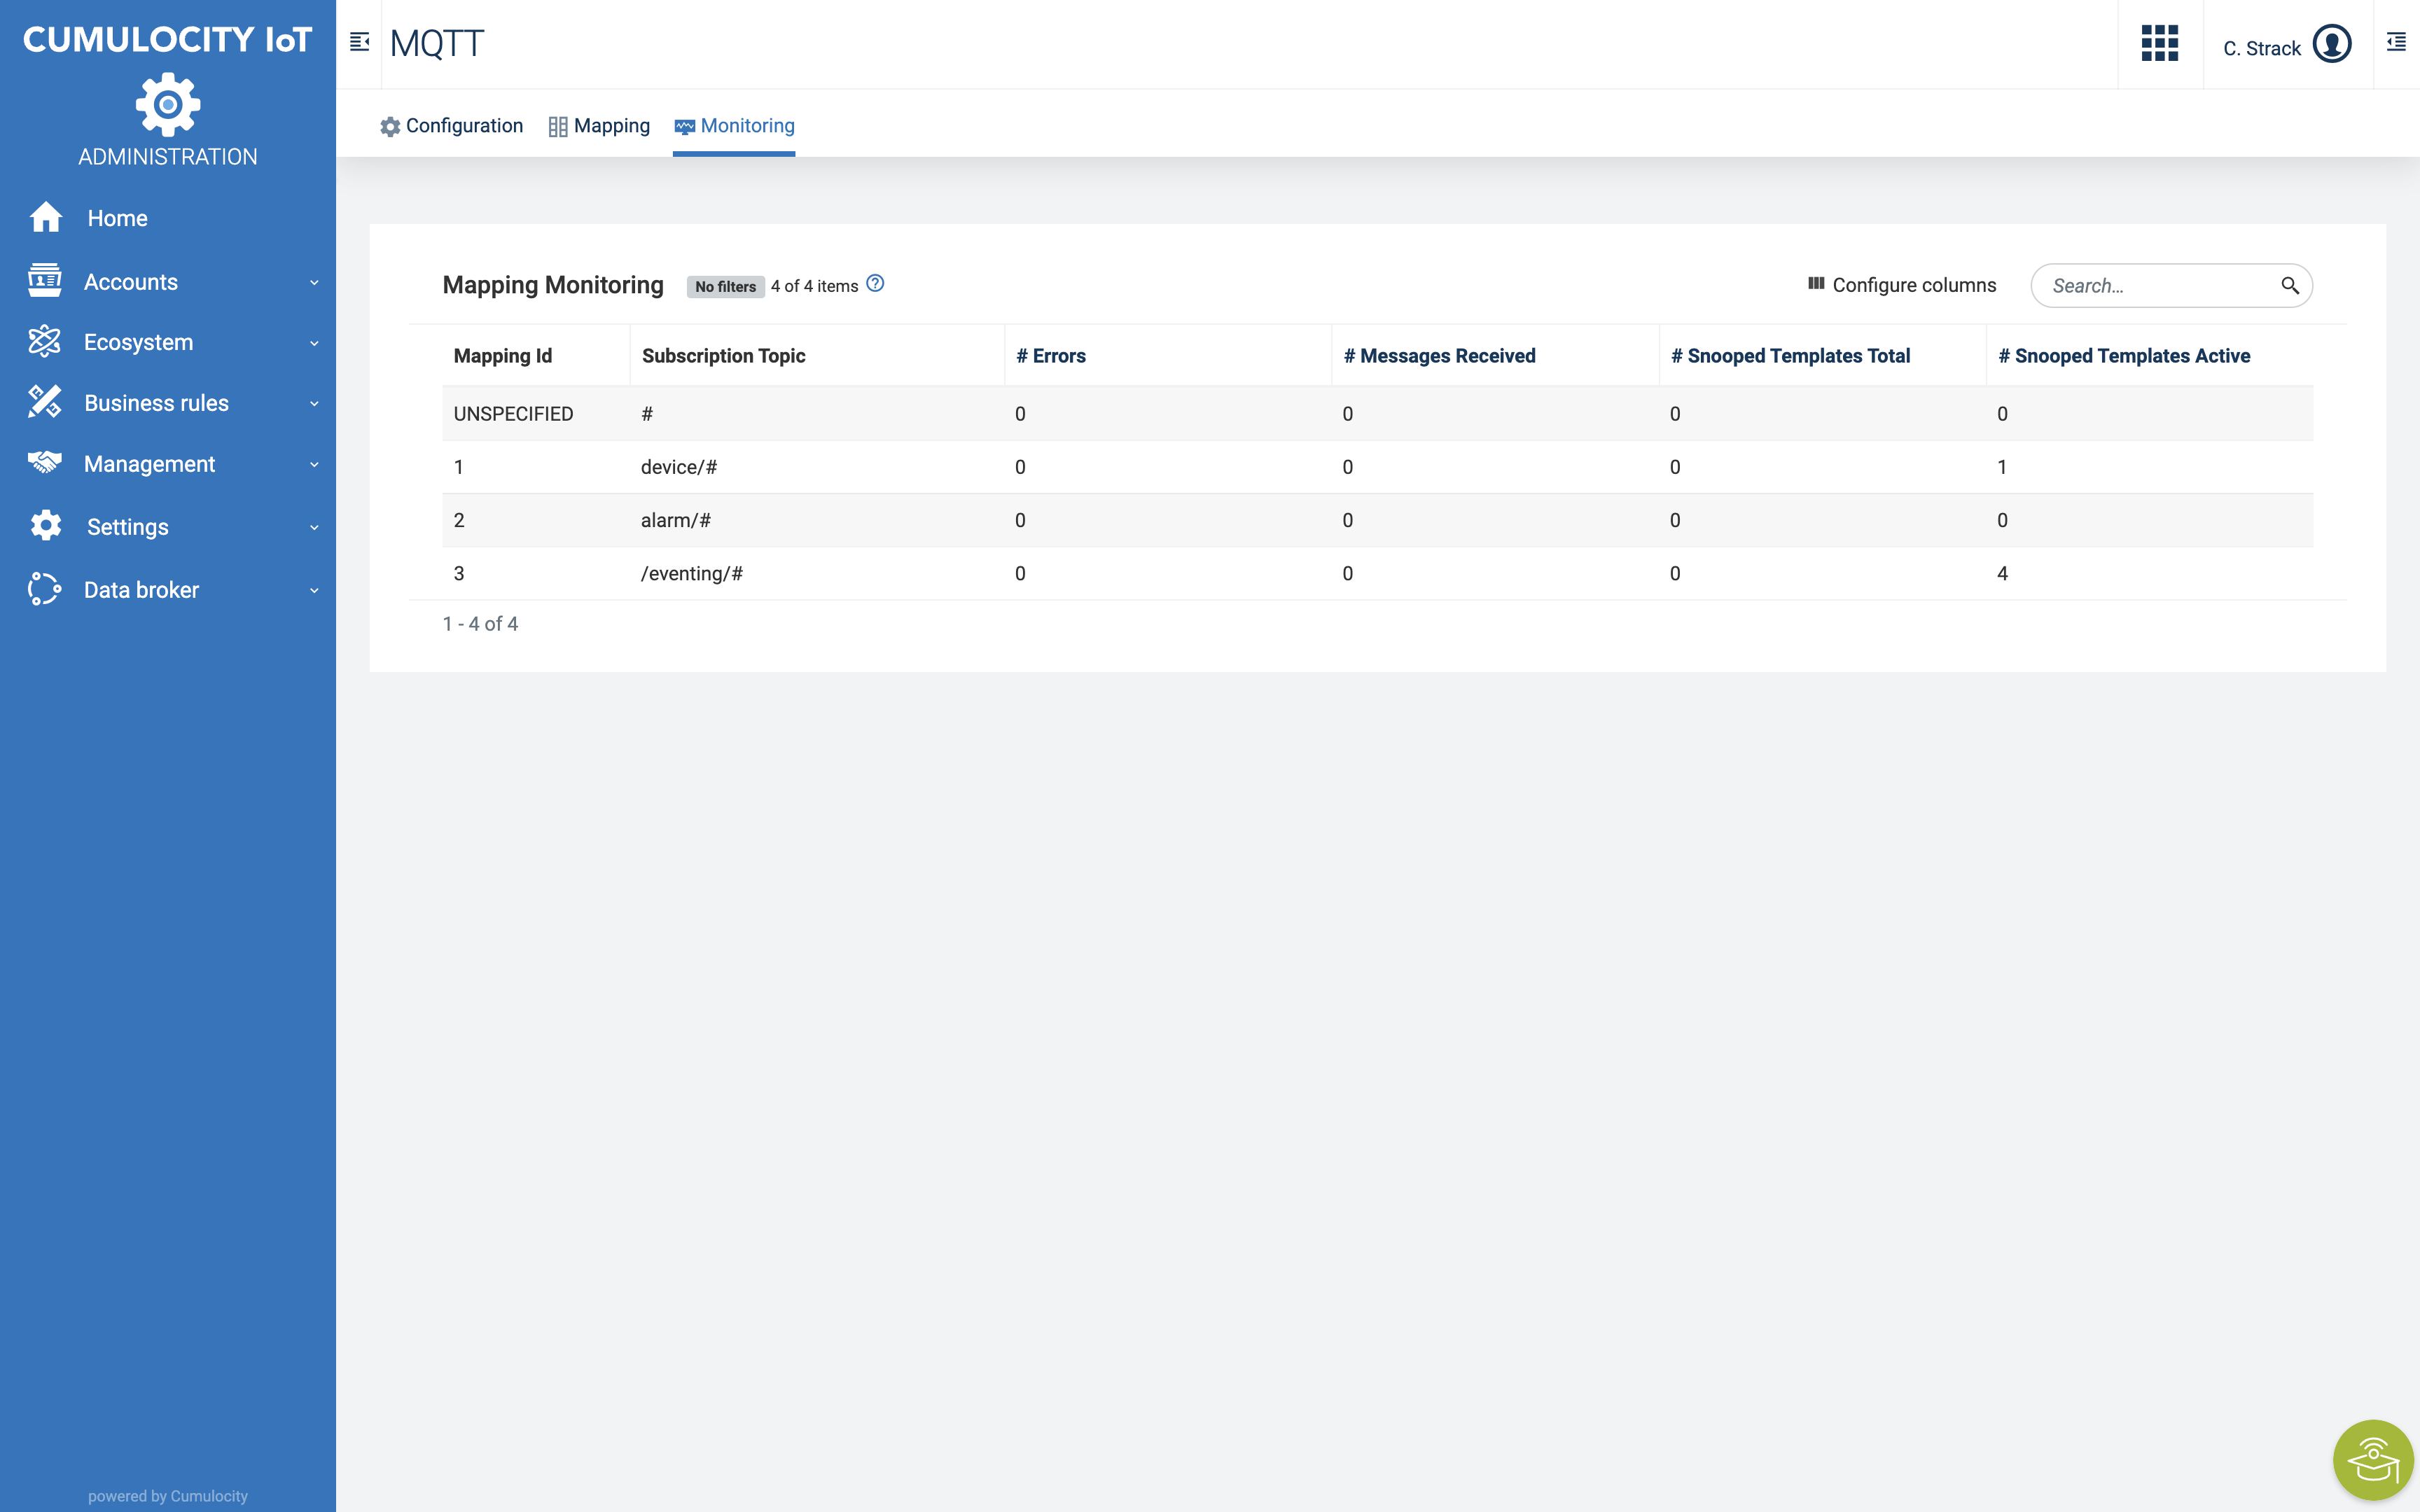 CUMULOCITY IoT
ADMINISTRATION
Home
Accounts
Ecosystem
Business rules
Management
Settings
Data broker
powered by Cumulocity
MQTT
C. Strack
Configuration
Mapping
Monitoring
Mapping Monitoring No filters 4 of 4 items
Configure columns
Search...
Mapping Id Subscription Topic # Errors # Messages Received # Snooped Templates Total # Snooped Templates Active
UNSPECIFIED # 0 0 0 0
1 device/# 0 0 0 1
2 alarm/# 0 0 0 0
3 /eventing/# 0 0 0 4
1 - 4 of 4